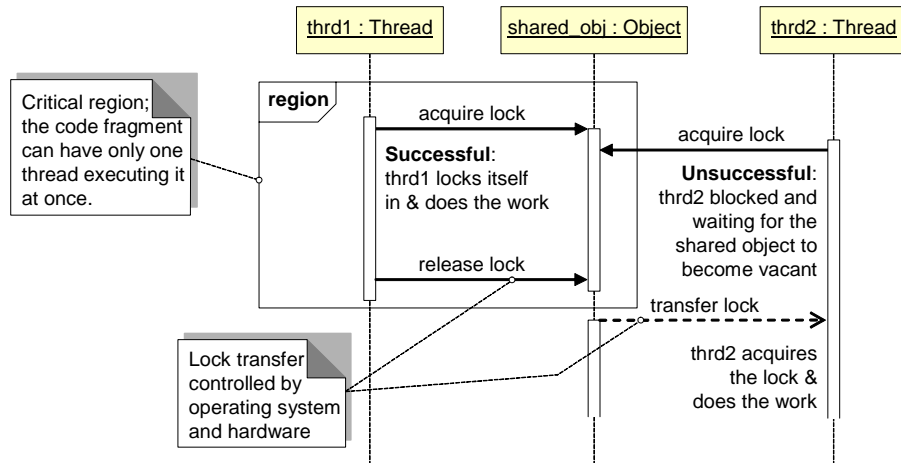 thrd1 : Thread
shared_obj : Object
thrd2 : Thread
Critical region;
the code fragment
can have only one
thread executing it
at once.
region
acquire lock
acquire lock
Successful:
thrd1 locks itself
in & does the work
Unsuccessful:
thrd2 blocked and
waiting for the
shared object to
become vacant
release lock
transfer lock
Lock transfer
controlled by
operating system
and hardware
thrd2 acquires
the lock &
does the work